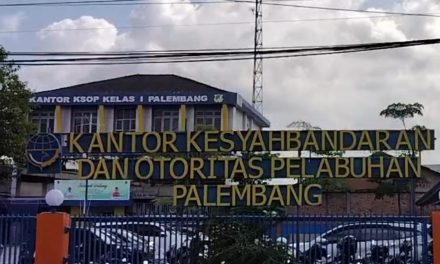 KANTOR KSOP KELAS I PALEMBANG
KANTOR KESYAHBANDARAN
DAN OTORITAS PELABUHAN
PALEMBANG